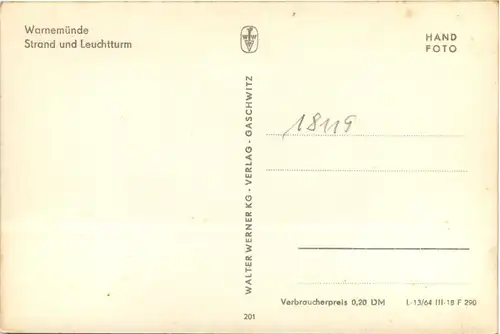 Warnemünde
Strand und Leuchtturm
HAND
FOTO
18119
WALTER WERNER KG - VERLAG - GASCHWITZ
Verbraucherpreis 0,20 DM
L-13/64 III-18 F 290
201